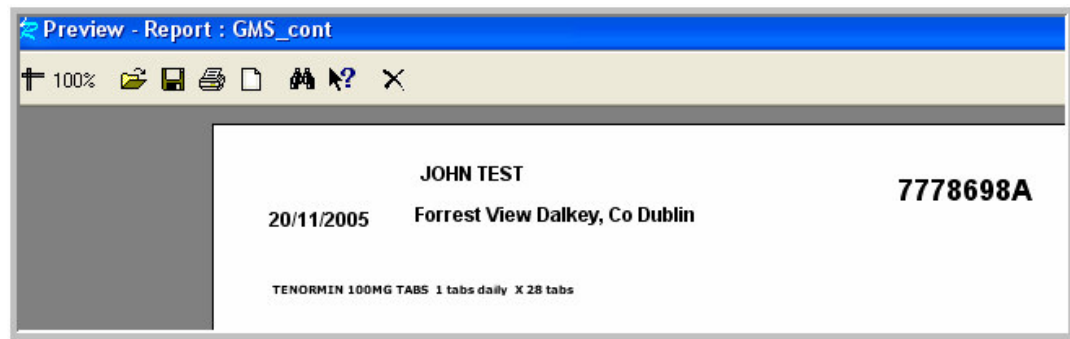 Preview - Report : GMS_cont
100%
JOHN TEST
7778698A
20/11/2005 Forrest View Dalkey, Co Dublin
TENORMIN 100MG TABS 1 tabs daily X 28 tabs